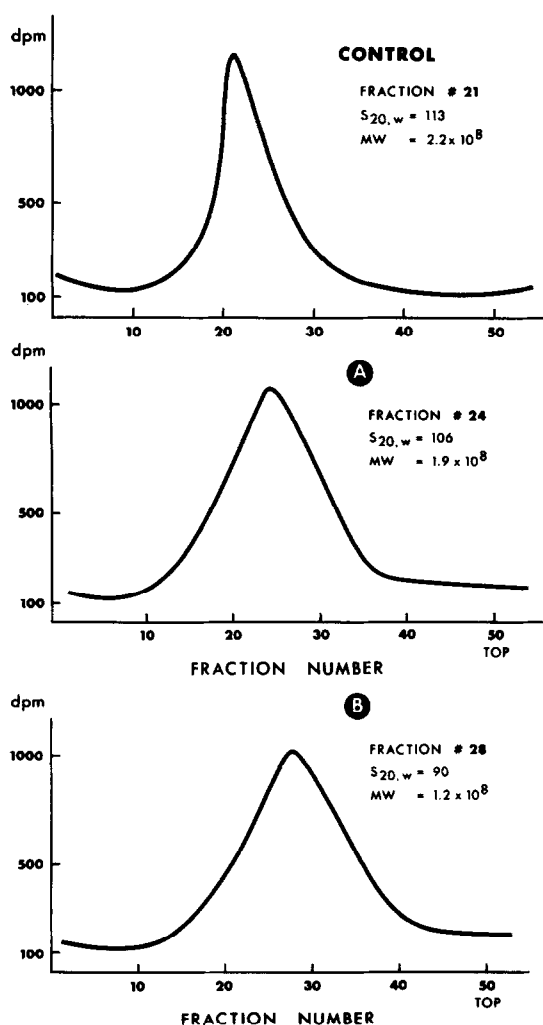 dpm
CONTROL
FRACTION # 21
S20,w = 113
MW = 2.2 x 10^8
1000
500
100
10 20 30 40 50
A
dpm
FRACTION # 24
S20,w = 106
MW = 1.9 x 10^8
1000
500
100
10 20 30 40 50
TOP
FRACTION NUMBER
B
dpm
FRACTION # 28
S20,w = 90
MW = 1.2 x 10^8
1000
500
100
10 20 30 40 50
TOP
FRACTION NUMBER